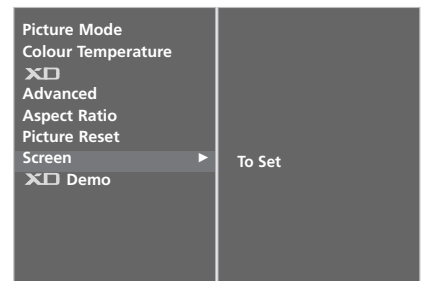 Picture Mode
Colour Temperature
XD
Advanced
Aspect Ratio
Picture Reset
Screen ►
To Set
XD Demo